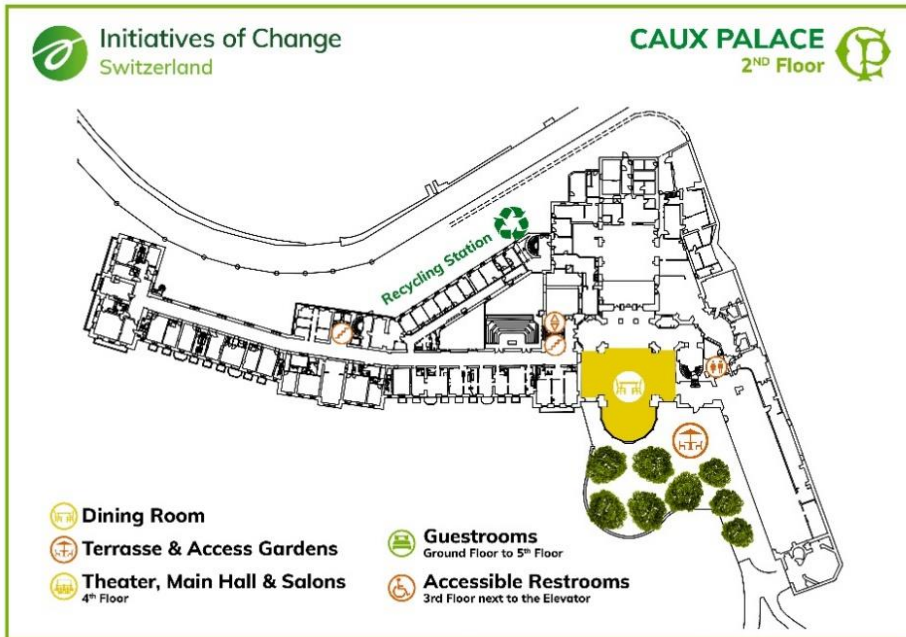 Initiatives of Change
Switzerland
CAUX PALACE
2ND Floor
Recycling Station
Dining Room
Terrasse & Access Gardens
Theater, Main Hall & Salons
4th Floor
Guestrooms
Ground Floor to 5th Floor
Accessible Restrooms
3rd Floor next to the Elevator